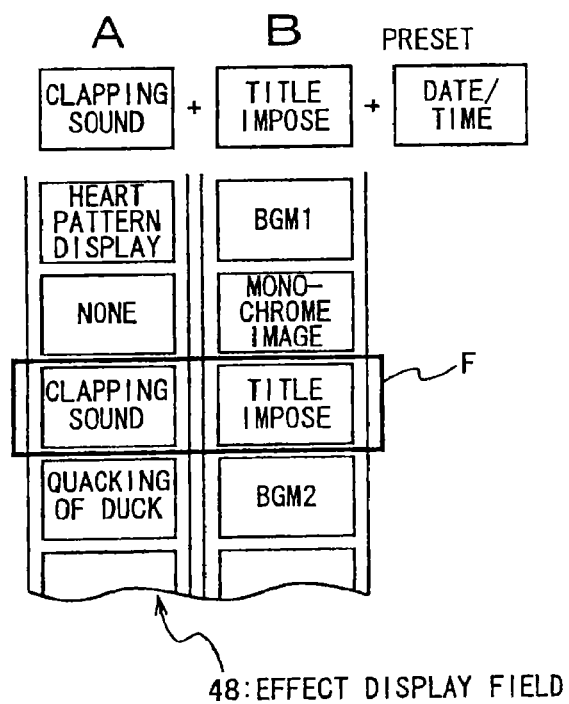 A B PRESET
CLAPPING SOUND + TITLE IMPOSE + DATE/TIME
HEART PATTERN DISPLAY
BGM1
NONE
MONO-CHROME IMAGE
CLAPPING SOUND
TITLE IMPOSE
F
QUACKING OF DUCK
BGM2
48:EFFECT DISPLAY FIELD